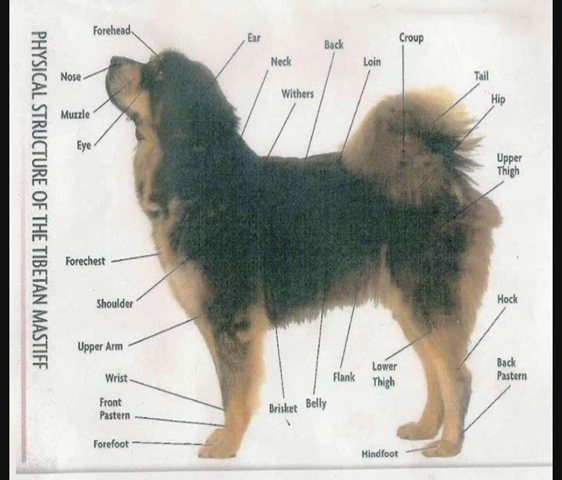 PHYSICAL STRUCTURE OF THE TIBETAN MASTIFF
Forehead
Ear
Neck
Back
Croup
Loin
Tail
Hip
Nose
Muzzle
Eye
Withers
Upper
Thigh
Forechest
Shoulder
Upper Arm
Hock
Wrist
Front
Pastern
Forefoot
Brisket
Belly
Flank
Lower
Thigh
Back
Pastern
Hindfoot